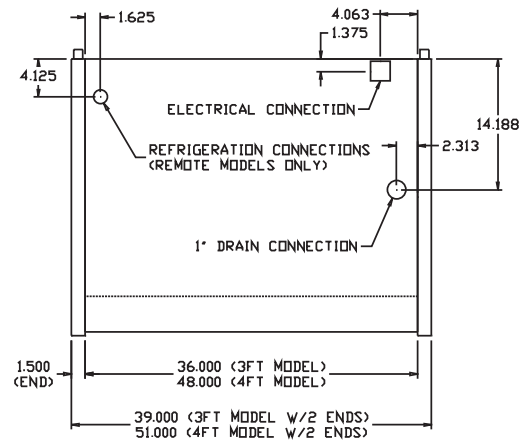 1.625
4.063
1.375
4.125
ELECTRICAL CONNECTION
14.188
REFRIGERATION CONNECTIONS
(REMOTE MODELS ONLY)
2.313
1" DRAIN CONNECTION
1.500
(END)
36.000 (3FT MODEL)
48.000 (4FT MODEL)
39.000 (3FT MODEL W/2 ENDS)
51.000 (4FT MODEL W/2 ENDS)